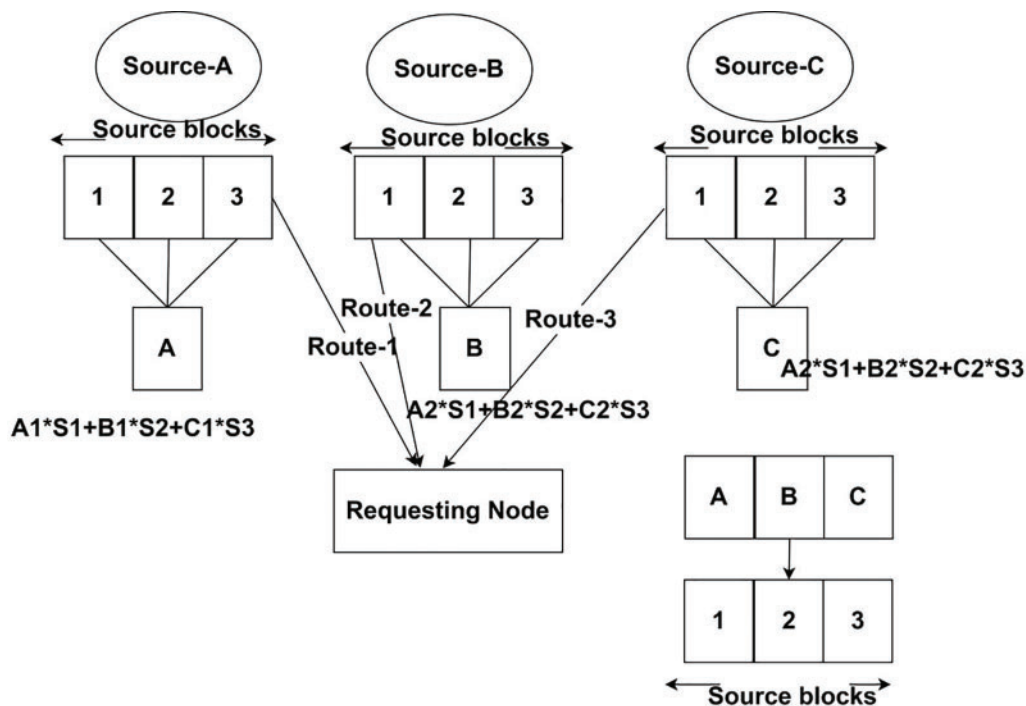 Source-A
Source-B
Source-C
Source blocks
Source blocks
Source blocks
1 2 3
1 2 3
1 2 3
Route-2
Route-1
Route-3
A
B
C
A2*S1+B2*S2+C2*S3
A2*S1+B2*S2+C2*S3
A1*S1+B1*S2+C1*S3
Requesting Node
A B C
1 2 3
Source blocks